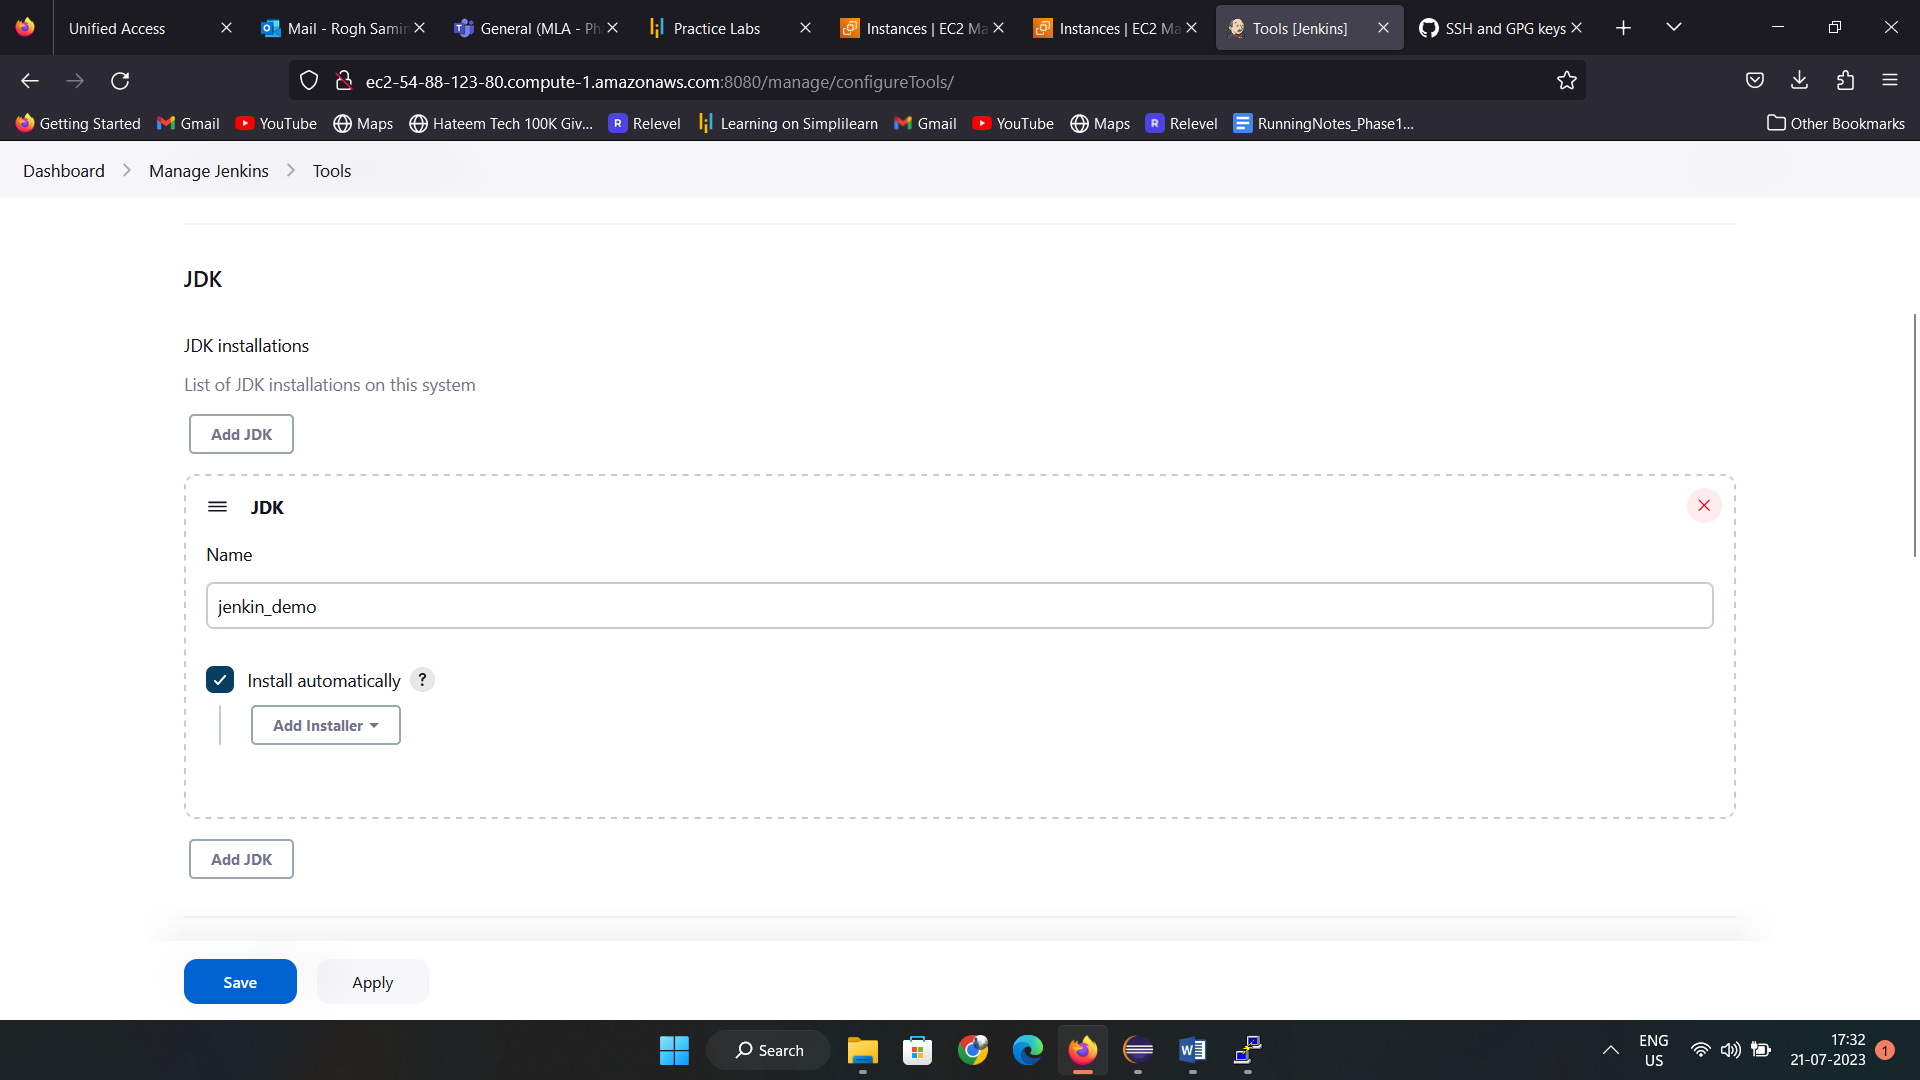 Unified Access
Mail - Rogh Samin
General (MLA - Ph
Practice Labs
Instances | EC2 Ma
Instances | EC2 Ma
Tools [Jenkins]
SSH and GPG keys
ec2-54-88-123-80.compute-1.amazonaws.com:8080/manage/configureTools/
Getting Started
Gmail
YouTube
Maps
Hateem Tech 100K Giv...
Relevel
Learning on Simplilearn
Gmail
YouTube
Maps
Relevel
RunningNotes_Phase1...
Other Bookmarks
Dashboard
Manage Jenkins
Tools
JDK
JDK installations
List of JDK installations on this system
Add JDK
JDK
Name
jenkin_demo
Install automatically
?
Add Installer
Add JDK
Save
Apply
Search
ENG
US
17:32
21-07-2023
1